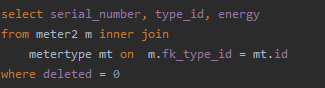 select serial_number, type_id, energy
from meter2 m inner join
metertype mt on m.fk_type_id = mt.id
where deleted = 0